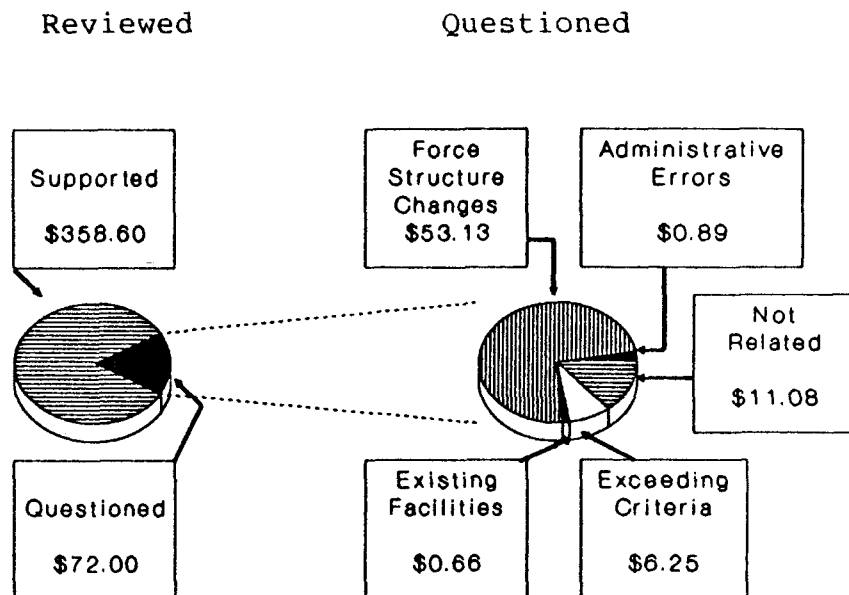 Reviewed
Questioned
Supported
$358.60
Force
Structure
Changes
$53.13
Administrative
Errors
$0.89
Not
Related
$11.08
Questioned
$72.00
Existing
Facilities
$0.66
Exceeding
Criteria
$6.25